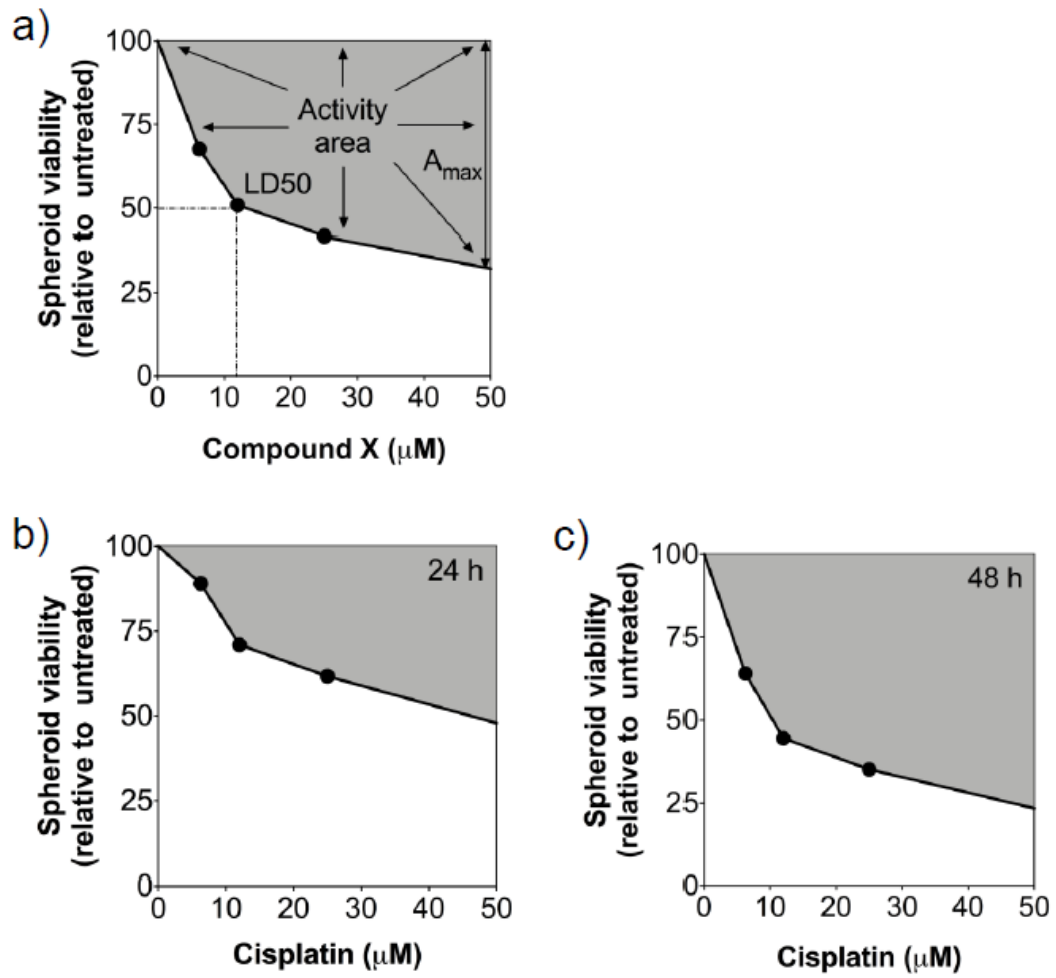 a)
Spheroid viability
(relative to untreated)
100
75
50
25
0
Activity
area
A max
LD50
0 10 20 30 40 50
Compound X (μM)
b)
Spheroid viability
(relative to untreated)
100
75
50
25
0
24 h
0 10 20 30 40 50
Cisplatin (μM)
c)
Spheroid viability
(relative to untreated)
100
75
50
25
0
48 h
0 10 20 30 40 50
Cisplatin (μM)